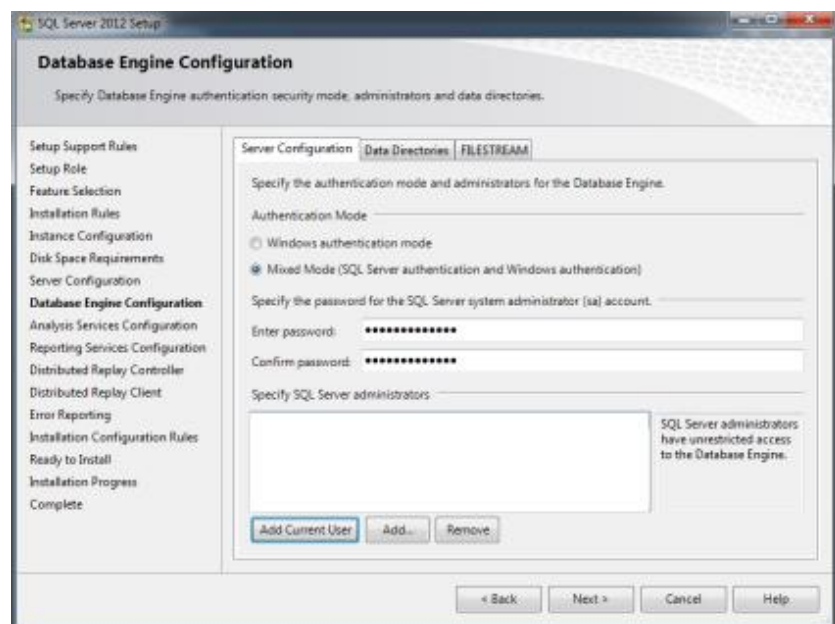 SQL Server 2012 Setup
Database Engine Configuration
Specify Database Engine authentication security mode, administrators and data directories.
Setup Support Rules
Setup Role
Feature Selection
Installation Rules
Instance Configuration
Disk Space Requirements
Server Configuration
Database Engine Configuration
Analysis Services Configuration
Reporting Services Configuration
Distributed Replay Controller
Distributed Replay Client
Error Reporting
Installation Configuration Rules
Ready to Install
Installation Progress
Complete
Server Configuration Data Directories FILESTREAM
Specify the authentication mode and administrators for the Database Engine.
Authentication Mode
Windows authentication mode
Mixed Mode (SQL Server authentication and Windows authentication)
Specify the password for the SQL Server system administrator (sa) account.
Enter password: •••••••••••••
Confirm password: •••••••••••••
Specify SQL Server administrators
SQL Server administrators
have unrestricted access
to the Database Engine.
Add Current User Add... Remove
< Back Next > Cancel Help